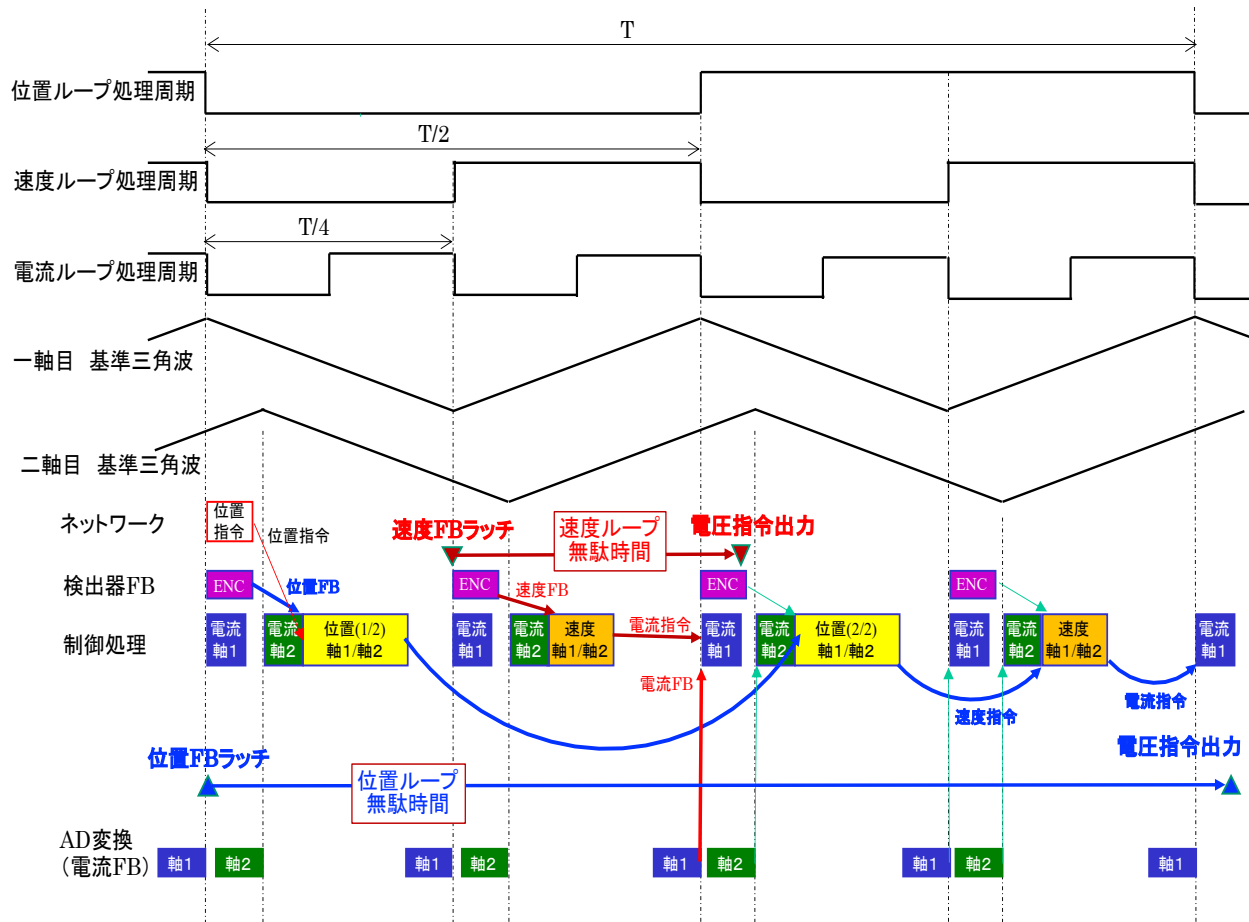 T
位置ループ処理周期
T/2
速度ループ処理周期
T/4
電流ループ処理周期
一軸目 基準三角波
二軸目 基準三角波
ネットワーク
位置
指令
位置指令
速度FBラッチ
速度ループ
無駄時間
電圧指令出力
検出器FB
ENC
位置FB
ENC
速度FB
ENC
ENC
制御処理
電流
軸1
電流
軸2
位置(1/2)
軸1/軸2
電流
軸1
電流
軸2
速度
軸1/軸2
電流指令
電流
軸1
電流
軸2
位置(2/2)
軸1/軸2
電流
軸1
電流
軸2
速度
軸1/軸2
電流
軸1
電流FB
速度指令
電流指令
位置FBラッチ
位置ループ
無駄時間
電圧指令出力
AD変換
(電流FB)
軸1
軸2
軸1
軸2
軸1
軸2
軸1
軸2
軸1